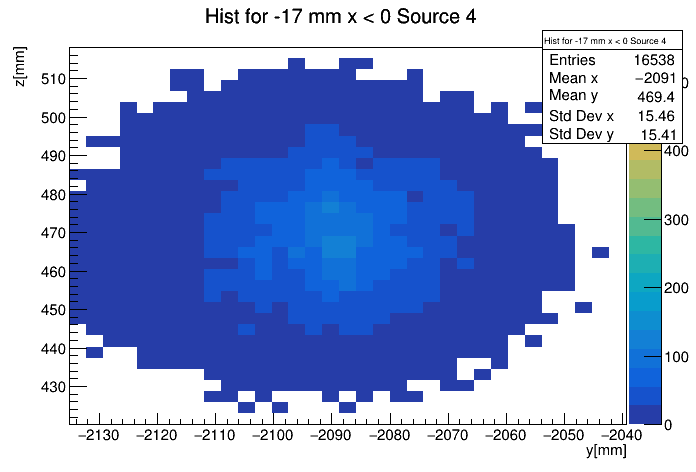 Hist for -17 mm x < 0 Source 4
z[mm]
Hist for -17 mm x < 0 Source 4
Entries 16538
Mean x −2091
Mean y 469.4
Std Dev x 15.46
Std Dev y 15.41
510
500
490
480
470
460
450
440
430
400
300
200
100
0
−2130 −2120 −2110 −2100 −2090 −2080 −2070 −2060 −2050 −2040
y[mm]